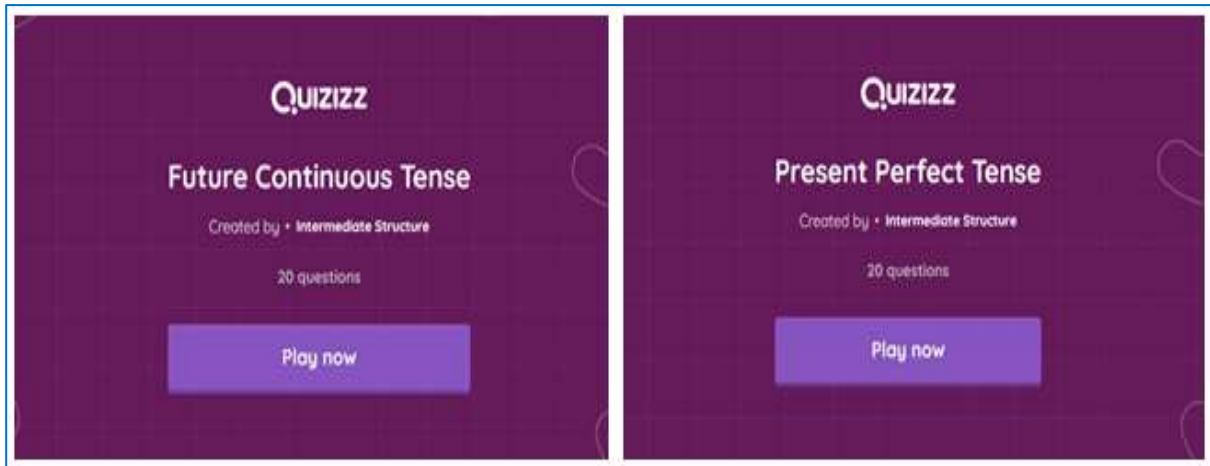 Quizizz
Future Continuous Tense
Created by • Intermediate Structure
20 questions
Play now
Quizizz
Present Perfect Tense
Created by • Intermediate Structure
20 questions
Play now